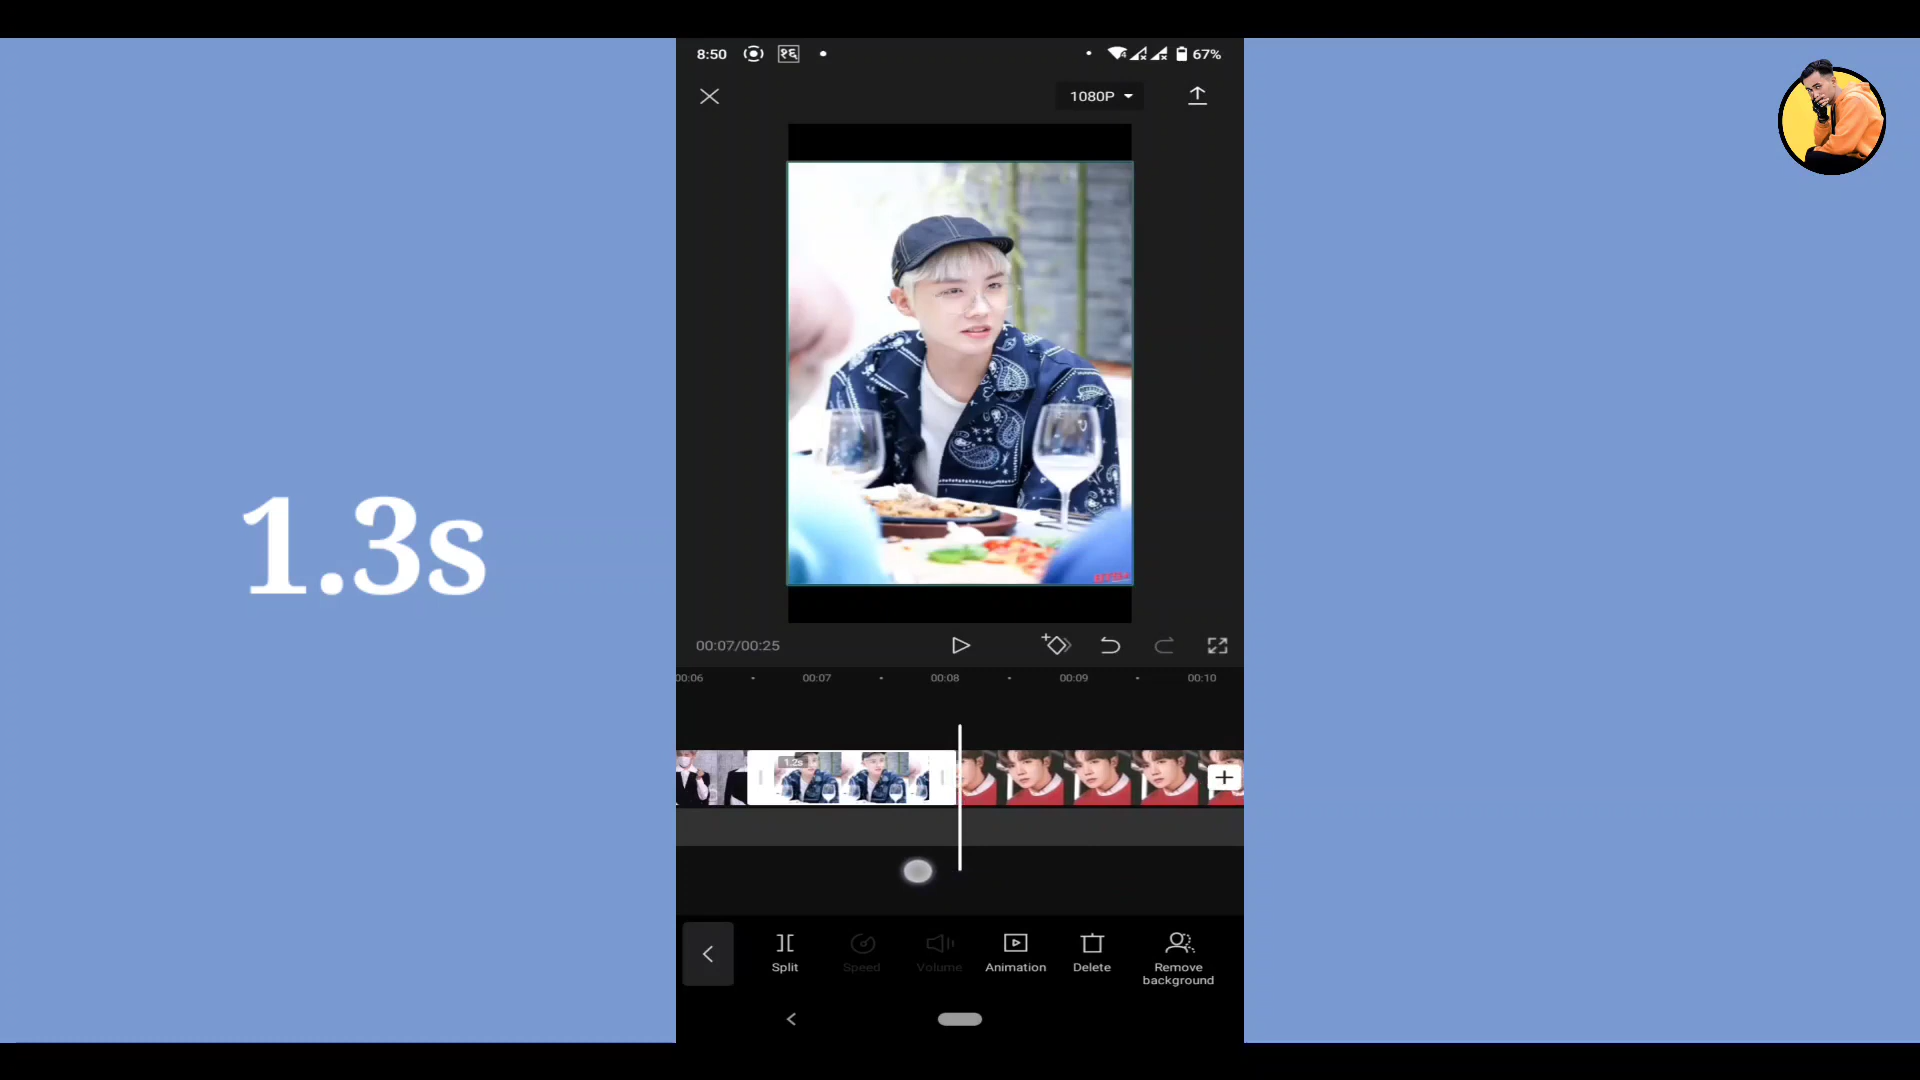 8:50
१६
67%
1080P
1.3s
00:07/00:25
00:06
00:07
00:08
00:09
00:10
1.2s
Split
Speed
Volume
Animation
Delete
Remove
background